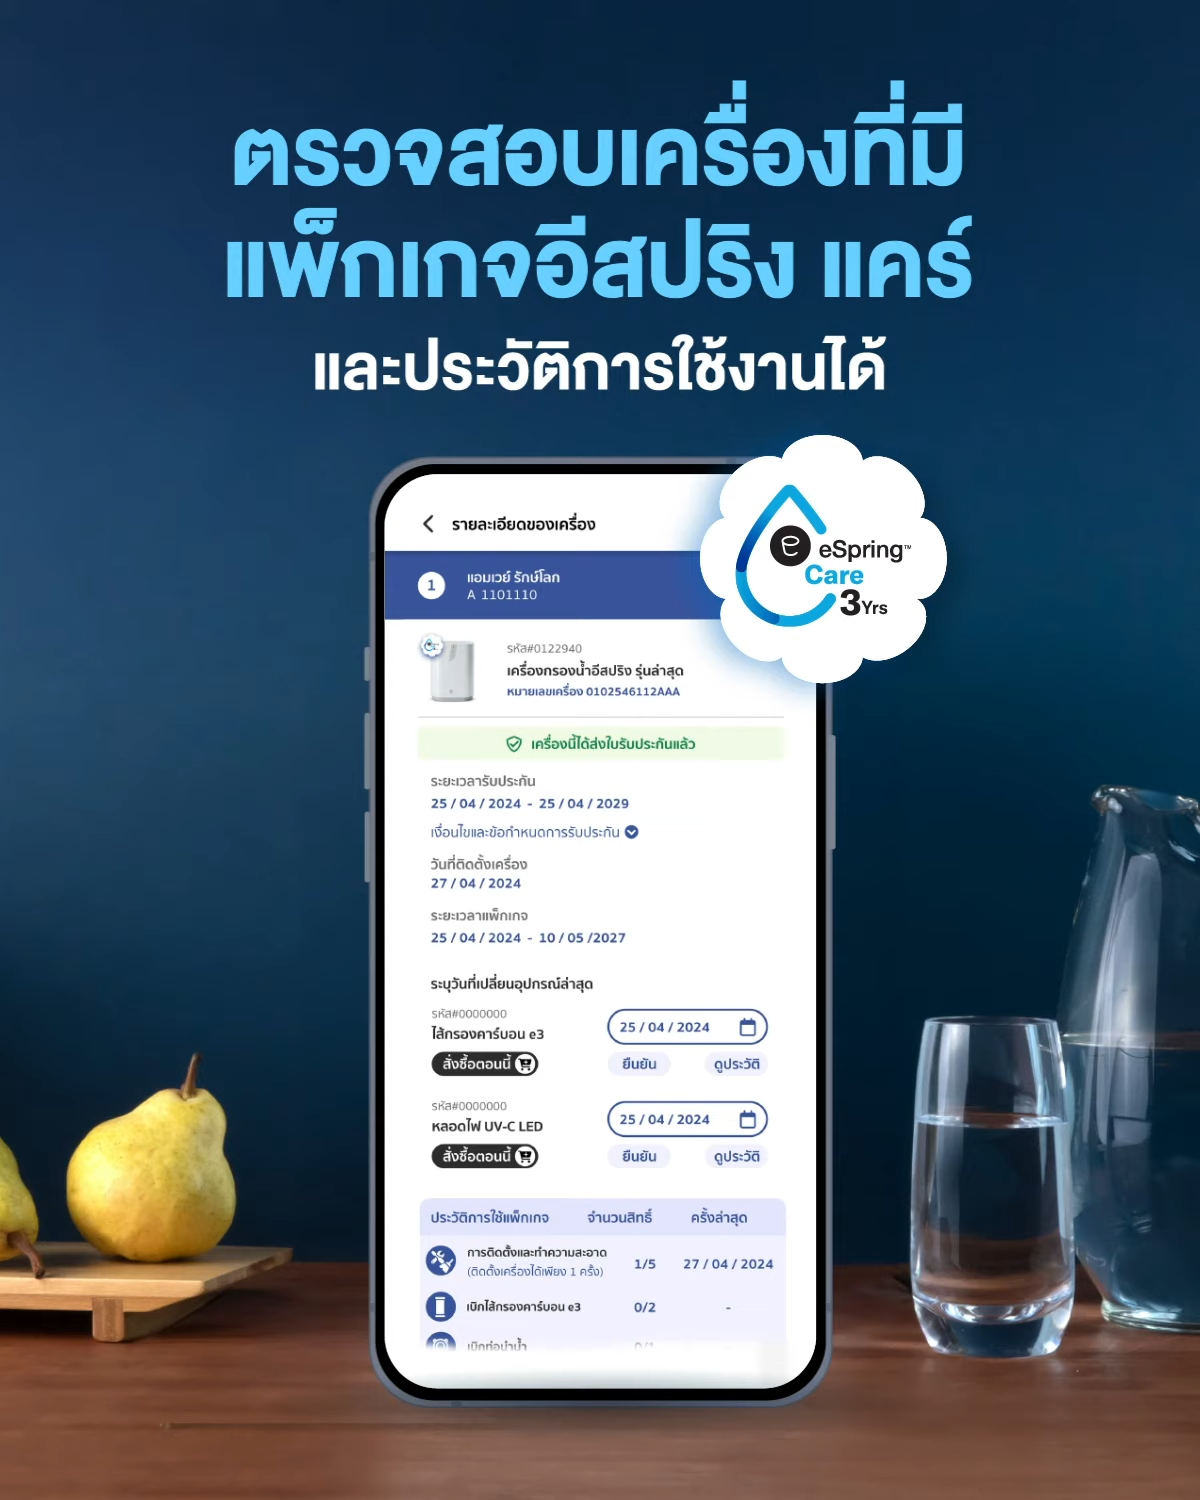 ตรวจสอบเครื่องที่มี
แพ็กเกจอีสปริง แคร์
และประวัติการใช้งานได้
eSpring™
Care
3Yrs
รายละเอียดของเครื่อง
1
แอมเวย์ รักษ์โลก
A 1101110
รหัส#0122940
เครื่องกรองน้ำอีสปริง รุ่นล่าสุด
หมายเลขเครื่อง 0102546112AAA
เครื่องนี้ได้ส่งใบรับประกันแล้ว
ระยะเวลารับประกัน
25 / 04 / 2024 - 25 / 04 / 2029
เงื่อนไขและข้อกำหนดการรับประกัน
วันที่ติดตั้งเครื่อง
27 / 04 / 2024
ระยะเวลาแพ็กเกจ
25 / 04 / 2024 - 10 / 05 /2027
ระบุวันที่เปลี่ยนอุปกรณ์ล่าสุด
รหัส#0000000
ไส้กรองคาร์บอน e3
25 / 04 / 2024
สั่งซื้อตอนนี้ ยืนยัน ดูประวัติ
รหัส#0000000
หลอดไฟ UV-C LED
25 / 04 / 2024
สั่งซื้อตอนนี้ ยืนยัน ดูประวัติ
ประวัติการใช้แพ็กเกจ จำนวนสิทธิ์ ครั้งล่าสุด
การติดตั้งและทำความสะอาด
(ติดตั้งเครื่องได้เพียง 1 ครั้ง)
1/5 27 / 04 / 2024
เบิกไส้กรองคาร์บอน e3 0/2 -
เบิกท่อนำน้ำ